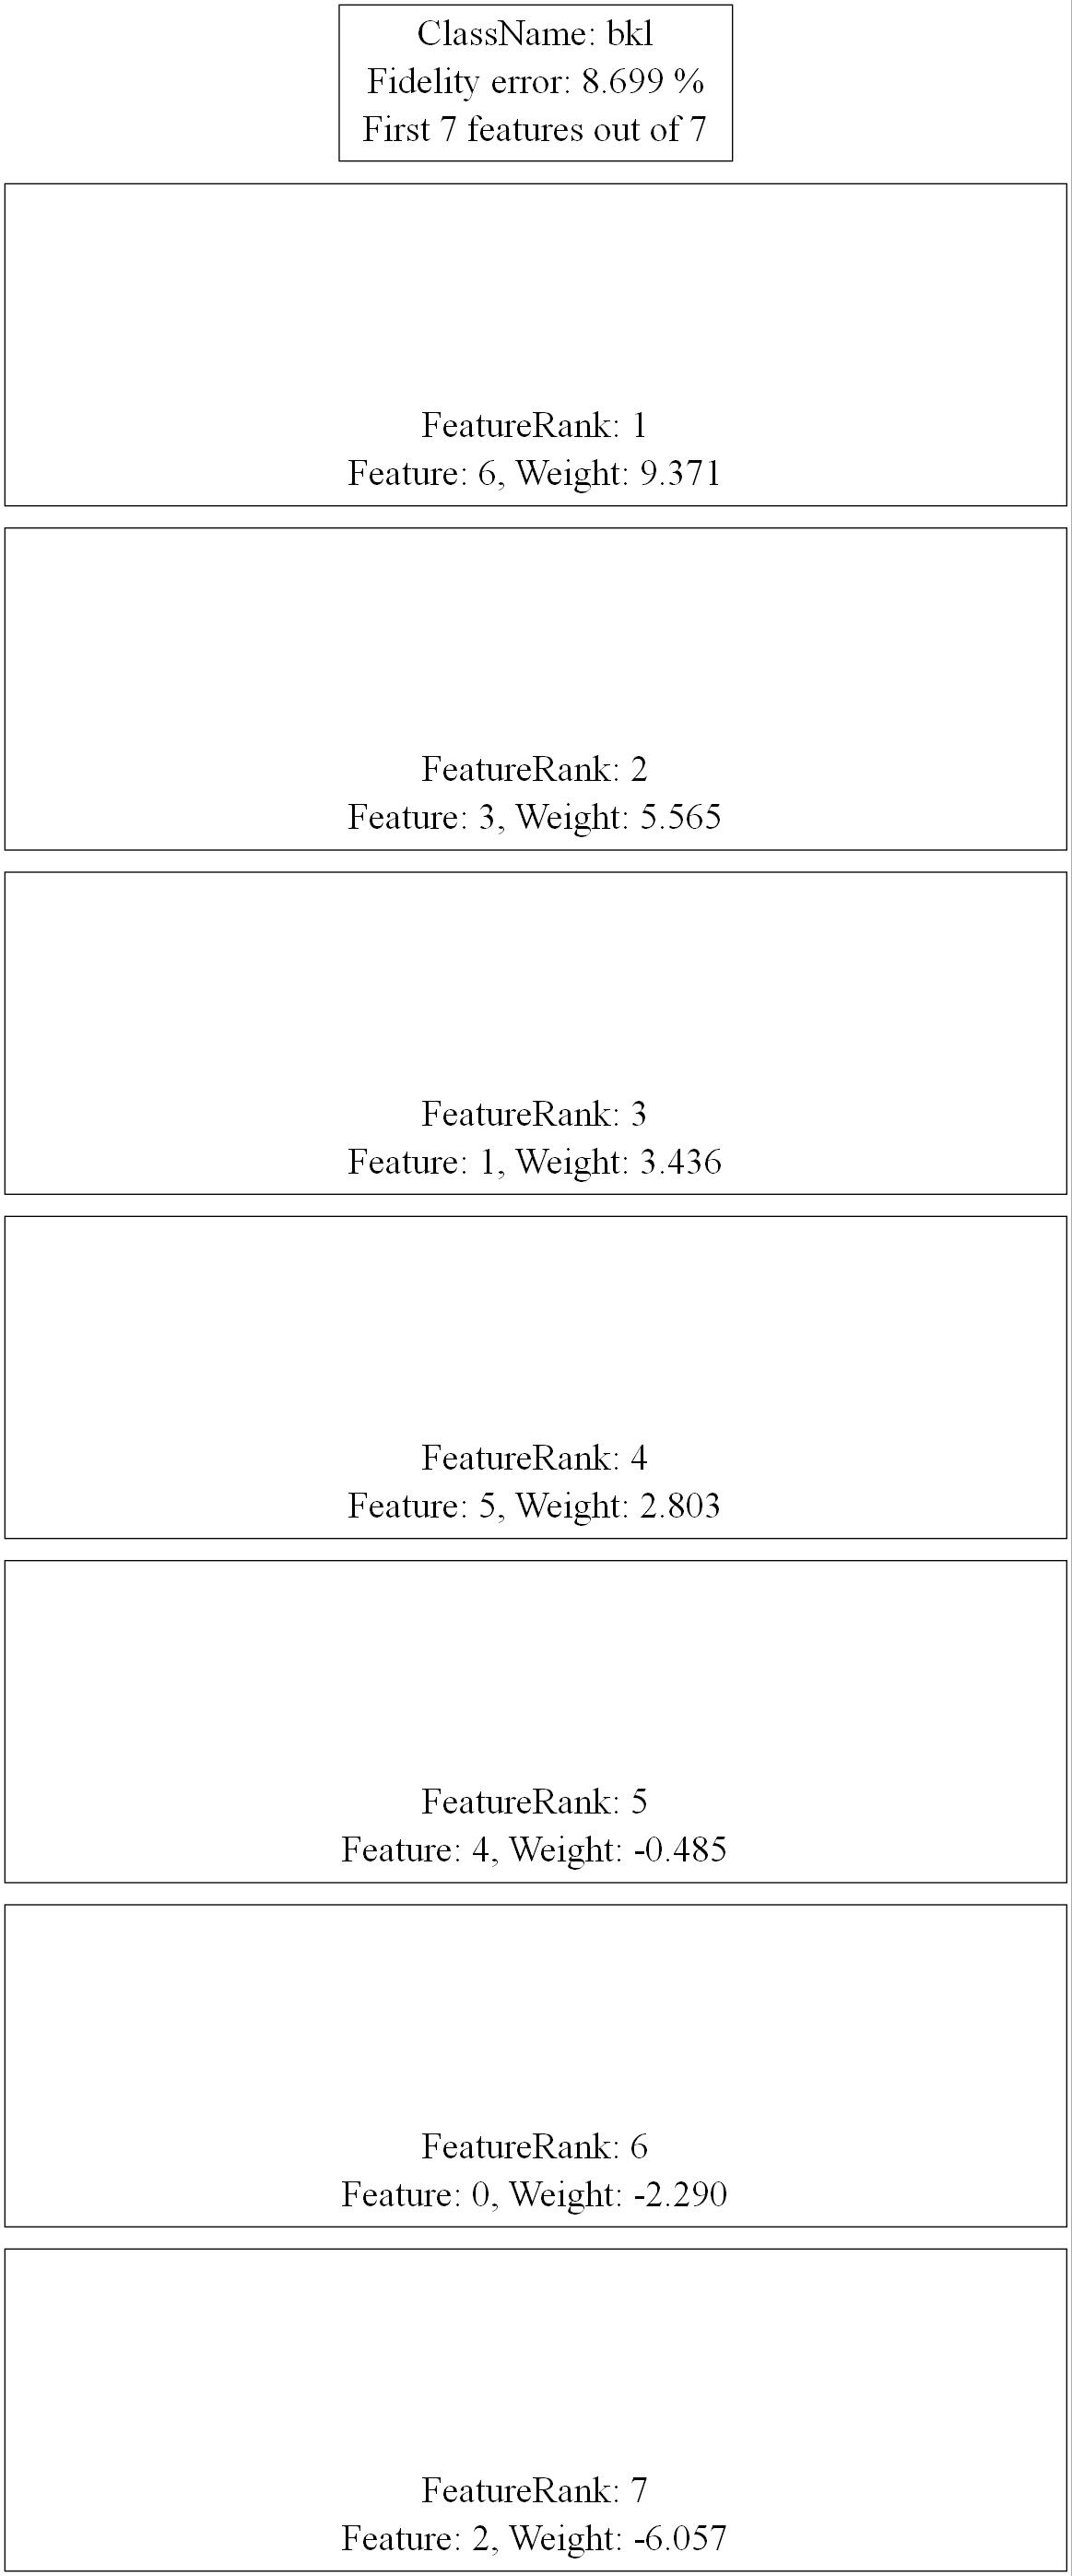 ClassName: bkl
Fidelity error: 8.699 %
First 7 features out of 7
FeatureRank: 1
Feature: 6, Weight: 9.371
FeatureRank: 2
Feature: 3, Weight: 5.565
FeatureRank: 3
Feature: 1, Weight: 3.436
FeatureRank: 4
Feature: 5, Weight: 2.803
FeatureRank: 5
Feature: 4, Weight: -0.485
FeatureRank: 6
Feature: 0, Weight: -2.290
FeatureRank: 7
Feature: 2, Weight: -6.057